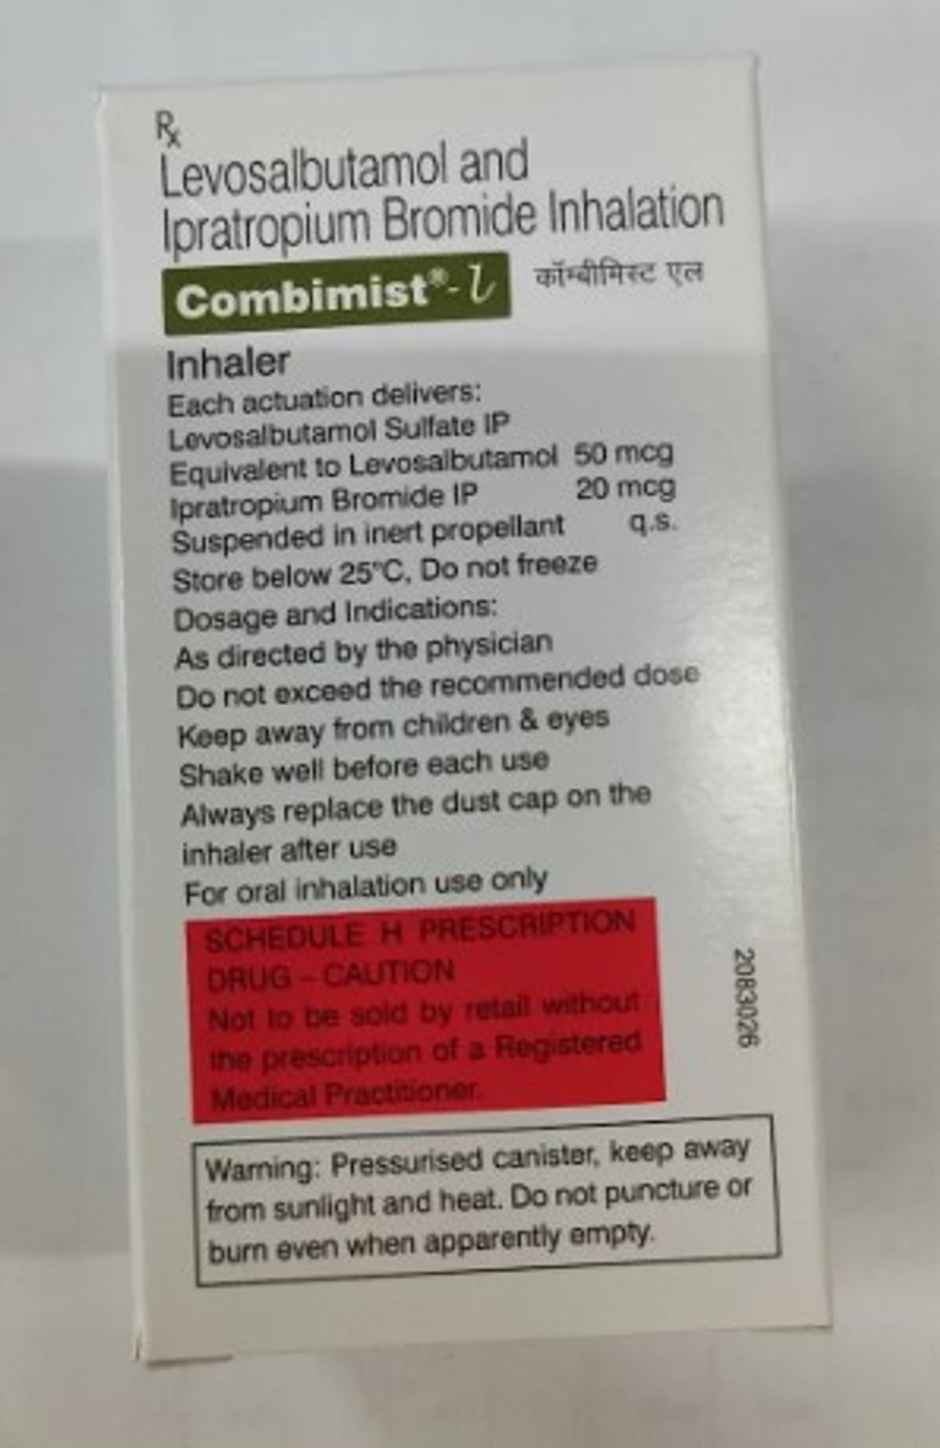 Rx
Levosalbutamol and
Ipratropium Bromide Inhalation
Combimist®-l कॉम्बीमिस्ट एल
Inhaler
Each actuation delivers:
Levosalbutamol Sulfate IP
Equivalent to Levosalbutamol 50 mcg
Ipratropium Bromide IP 20 mcg
Suspended in inert propellant q.s.
Store below 25°C, Do not freeze
Dosage and Indications:
As directed by the physician
Do not exceed the recommended dose
Keep away from children & eyes
Shake well before each use
Always replace the dust cap on the
inhaler after use
For oral inhalation use only
SCHEDULE H PRESCRIPTION
DRUG – CAUTION
Not to be sold by retail without
the prescription of a Registered
Medical Practitioner.
2083026
Warning: Pressurised canister, keep away
from sunlight and heat. Do not puncture or
burn even when apparently empty.